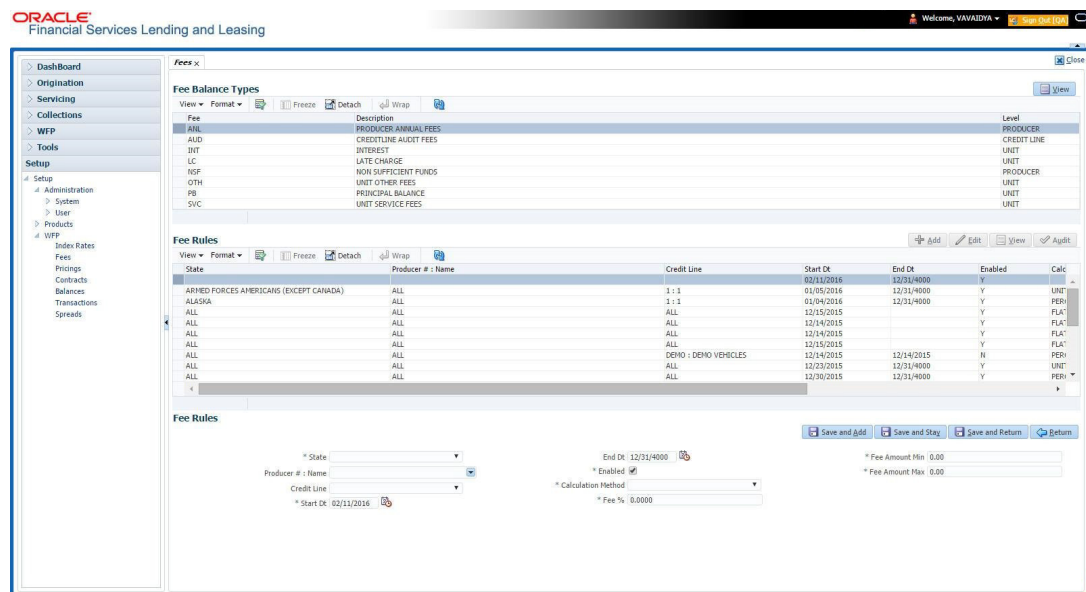 ORACLE
Financial Services Lending and Leasing
Welcome, VAVAIDYA
Sign Out [QA]
Fees x
Close
DashBoard
Origination
Servicing
Collections
WFP
Tools
Setup
Setup
Administration
System
User
Products
WFP
Index Rates
Fees
Pricings
Contracts
Balances
Transactions
Spreads
Fee Balance Types
View
View Format Freeze Detach Wrap
Fee Description Level
ANL PRODUCER ANNUAL FEES PRODUCER
AUD CREDITLINE AUDIT FEES CREDIT LINE
INT INTEREST UNIT
LC LATE CHARGE UNIT
NSF NON SUFFICIENT FUNDS PRODUCER
OTH UNIT OTHER FEES UNIT
PB PRINCIPAL BALANCE UNIT
SVC UNIT SERVICE FEES UNIT
Fee Rules
Add Edit View Audit
View Format Freeze Detach Wrap
State Producer # : Name Credit Line Start Dt End Dt Enabled Calc
02/11/2016 12/31/4000 Y
ARMED FORCES AMERICANS (EXCEPT CANADA) ALL 1 : 1 01/05/2016 12/31/4000 Y UNIT
ALASKA ALL 1 : 1 01/04/2016 12/31/4000 Y PER
ALL ALL ALL 12/15/2015 Y FLAT
ALL ALL ALL 12/14/2015 Y FLAT
ALL ALL ALL 12/15/2015 Y FLAT
ALL ALL DEMO : DEMO VEHICLES 12/14/2015 12/14/2015 N PER
ALL ALL ALL 12/23/2015 12/31/4000 Y UNIT
ALL ALL ALL 12/30/2015 12/31/4000 Y PER
Fee Rules
Save and Add Save and Stay Save and Return Return
* State
Producer # : Name
Credit Line
* Start Dt 02/11/2016
End Dt 12/31/4000
* Enabled
* Calculation Method
* Fee % 0.0000
* Fee Amount Min 0.00
* Fee Amount Max 0.00